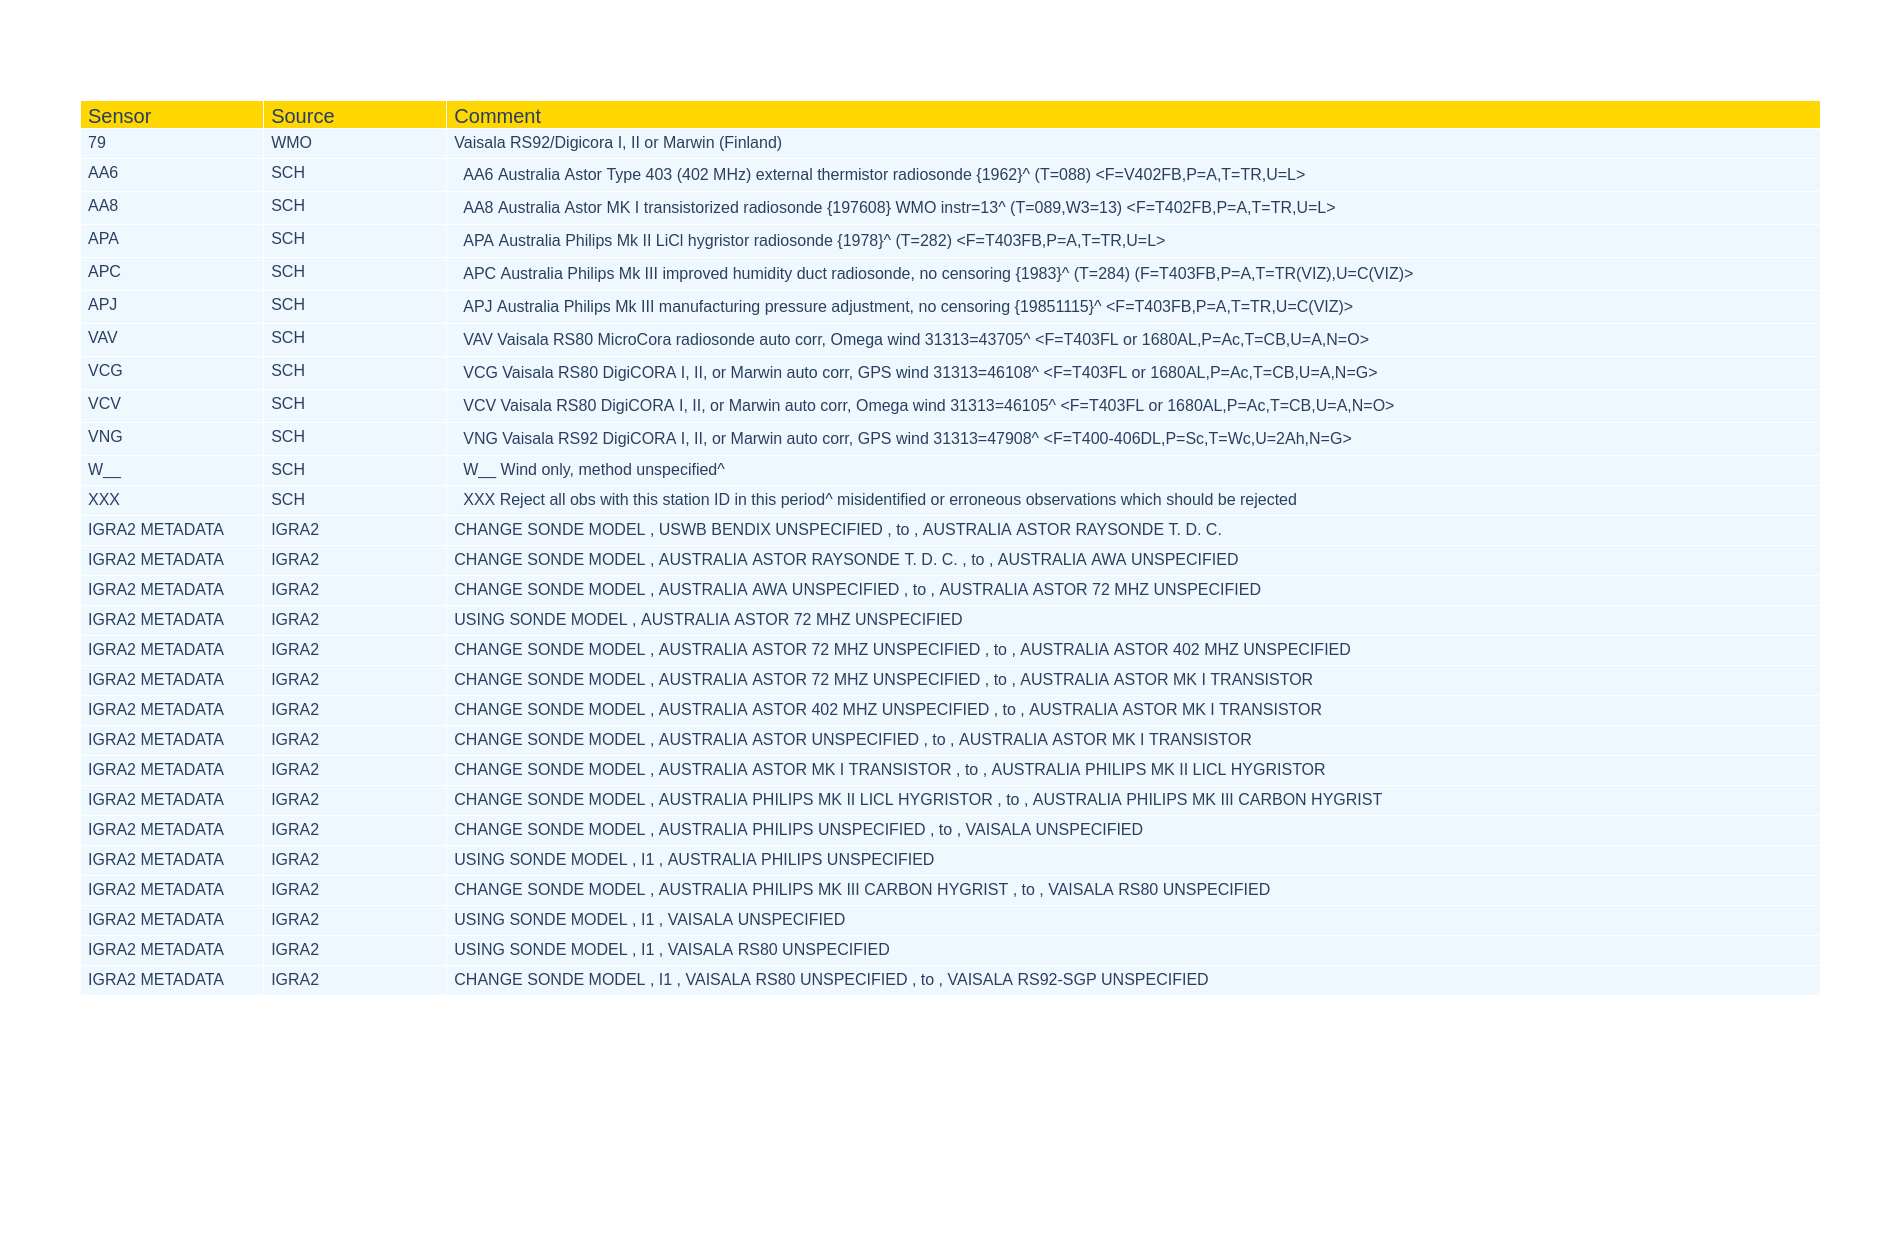 Sensor Source Comment
79 WMO Vaisala RS92/Digicora I, II or Marwin (Finland)
AA6 SCH AA6 Australia Astor Type 403 (402 MHz) external thermistor radiosonde {1962}^ (T=088) <F=V402FB,P=A,T=TR,U=L>
AA8 SCH AA8 Australia Astor MK I transistorized radiosonde {197608} WMO instr=13^ (T=089,W3=13) <F=T402FB,P=A,T=TR,U=L>
APA SCH APA Australia Philips Mk II LiCl hygristor radiosonde {1978}^ (T=282) <F=T403FB,P=A,T=TR,U=L>
APC SCH APC Australia Philips Mk III improved humidity duct radiosonde, no censoring {1983}^ (T=284) (F=T403FB,P=A,T=TR(VIZ),U=C(VIZ)>
APJ SCH APJ Australia Philips Mk III manufacturing pressure adjustment, no censoring {19851115}^ <F=T403FB,P=A,T=TR,U=C(VIZ)>
VAV SCH VAV Vaisala RS80 MicroCora radiosonde auto corr, Omega wind 31313=43705^ <F=T403FL or 1680AL,P=Ac,T=CB,U=A,N=O>
VCG SCH VCG Vaisala RS80 DigiCORA I, II, or Marwin auto corr, GPS wind 31313=46108^ <F=T403FL or 1680AL,P=Ac,T=CB,U=A,N=G>
VCV SCH VCV Vaisala RS80 DigiCORA I, II, or Marwin auto corr, Omega wind 31313=46105^ <F=T403FL or 1680AL,P=Ac,T=CB,U=A,N=O>
VNG SCH VNG Vaisala RS92 DigiCORA I, II, or Marwin auto corr, GPS wind 31313=47908^ <F=T400-406DL,P=Sc,T=Wc,U=2Ah,N=G>
W__ SCH W__ Wind only, method unspecified^
XXX SCH XXX Reject all obs with this station ID in this period^ misidentified or erroneous observations which should be rejected
IGRA2 METADATA IGRA2 CHANGE SONDE MODEL , USWB BENDIX UNSPECIFIED , to , AUSTRALIA ASTOR RAYSONDE T. D. C.
IGRA2 METADATA IGRA2 CHANGE SONDE MODEL , AUSTRALIA ASTOR RAYSONDE T. D. C. , to , AUSTRALIA AWA UNSPECIFIED
IGRA2 METADATA IGRA2 CHANGE SONDE MODEL , AUSTRALIA AWA UNSPECIFIED , to , AUSTRALIA ASTOR 72 MHZ UNSPECIFIED
IGRA2 METADATA IGRA2 USING SONDE MODEL , AUSTRALIA ASTOR 72 MHZ UNSPECIFIED
IGRA2 METADATA IGRA2 CHANGE SONDE MODEL , AUSTRALIA ASTOR 72 MHZ UNSPECIFIED , to , AUSTRALIA ASTOR 402 MHZ UNSPECIFIED
IGRA2 METADATA IGRA2 CHANGE SONDE MODEL , AUSTRALIA ASTOR 72 MHZ UNSPECIFIED , to , AUSTRALIA ASTOR MK I TRANSISTOR
IGRA2 METADATA IGRA2 CHANGE SONDE MODEL , AUSTRALIA ASTOR 402 MHZ UNSPECIFIED , to , AUSTRALIA ASTOR MK I TRANSISTOR
IGRA2 METADATA IGRA2 CHANGE SONDE MODEL , AUSTRALIA ASTOR UNSPECIFIED , to , AUSTRALIA ASTOR MK I TRANSISTOR
IGRA2 METADATA IGRA2 CHANGE SONDE MODEL , AUSTRALIA ASTOR MK I TRANSISTOR , to , AUSTRALIA PHILIPS MK II LICL HYGRISTOR
IGRA2 METADATA IGRA2 CHANGE SONDE MODEL , AUSTRALIA PHILIPS MK II LICL HYGRISTOR , to , AUSTRALIA PHILIPS MK III CARBON HYGRIST
IGRA2 METADATA IGRA2 CHANGE SONDE MODEL , AUSTRALIA PHILIPS UNSPECIFIED , to , VAISALA UNSPECIFIED
IGRA2 METADATA IGRA2 USING SONDE MODEL , I1 , AUSTRALIA PHILIPS UNSPECIFIED
IGRA2 METADATA IGRA2 CHANGE SONDE MODEL , AUSTRALIA PHILIPS MK III CARBON HYGRIST , to , VAISALA RS80 UNSPECIFIED
IGRA2 METADATA IGRA2 USING SONDE MODEL , I1 , VAISALA UNSPECIFIED
IGRA2 METADATA IGRA2 USING SONDE MODEL , I1 , VAISALA RS80 UNSPECIFIED
IGRA2 METADATA IGRA2 CHANGE SONDE MODEL , I1 , VAISALA RS80 UNSPECIFIED , to , VAISALA RS92-SGP UNSPECIFIED